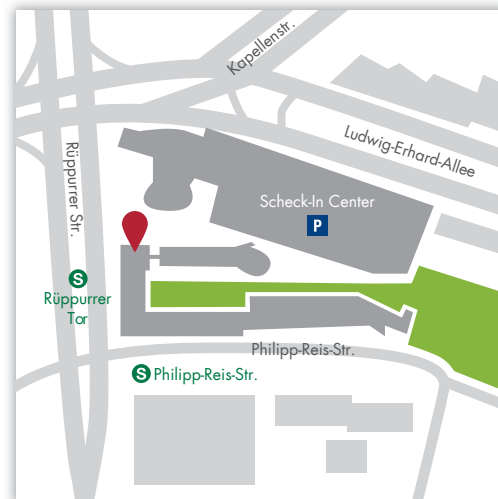 Kapellenstr.
Ludwig-Erhard-Allee
Rüppurrer Str.
Scheck-In Center
P
S
Rüppurrer
Tor
Philipp-Reis-Str.
S Philipp-Reis-Str.